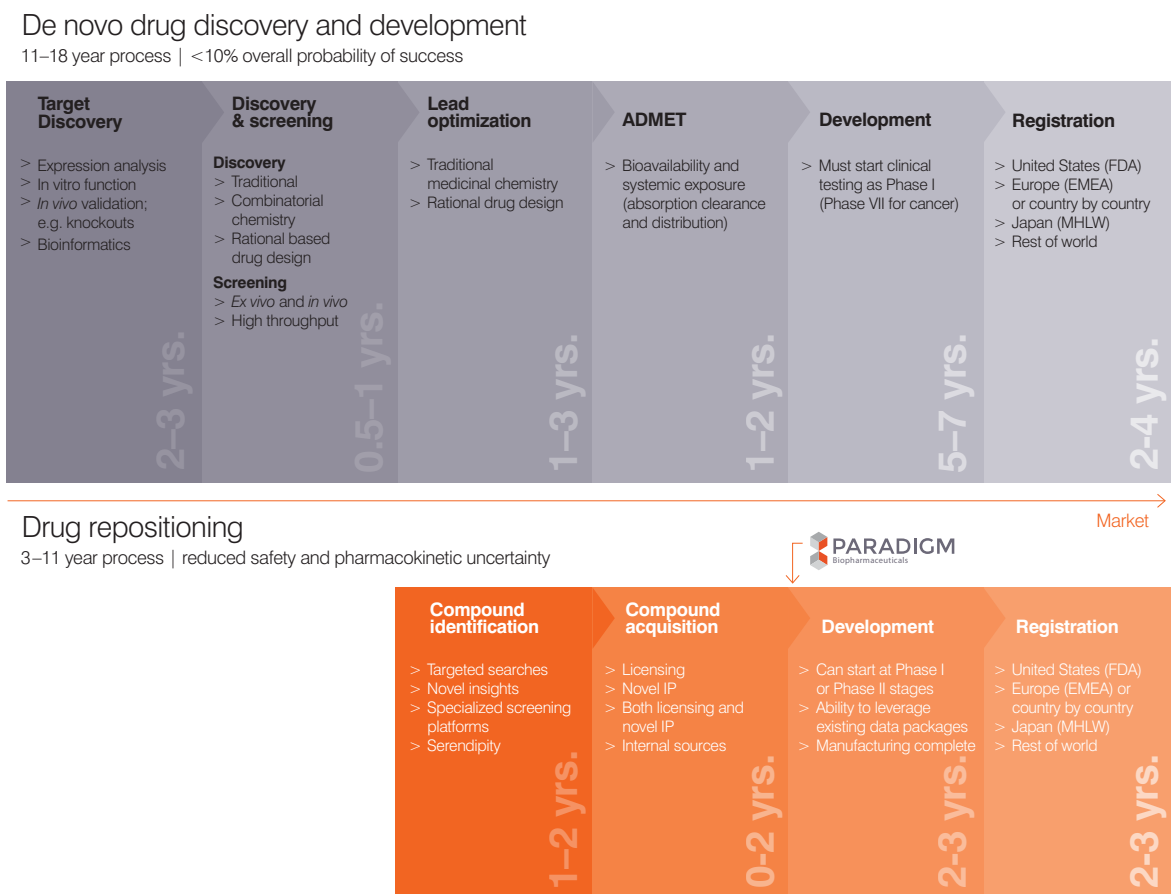 De novo drug discovery and development
11–18 year process | <10% overall probability of success
Target
Discovery
> Expression analysis
> In vitro function
> In vivo validation;
e.g. knockouts
> Bioinformatics
2–3 yrs.
Discovery
& screening
Discovery
> Traditional
> Combinatorial
chemistry
> Rational based
drug design
Screening
> Ex vivo and in vivo
> High throughput
0.5–1 yrs.
Lead
optimization
> Traditional
medicinal chemistry
> Rational drug design
1–3 yrs.
ADMET
> Bioavailability and
systemic exposure
(absorption clearance
and distribution)
1–2 yrs.
Development
> Must start clinical
testing as Phase I
(Phase VII for cancer)
5–7 yrs.
Registration
> United States (FDA)
> Europe (EMEA)
or country by country
> Japan (MHLW)
> Rest of world
2-4 yrs.
Market
Drug repositioning
3–11 year process | reduced safety and pharmacokinetic uncertainty
PARADIGM
Biopharmaceuticals
Compound
identification
> Targeted searches
> Novel insights
> Specialized screening
platforms
> Serendipity
1–2 yrs.
Compound
acquisition
> Licensing
> Novel IP
> Both licensing and
novel IP
> Internal sources
0-2 yrs.
Development
> Can start at Phase I
or Phase II stages
> Ability to leverage
existing data packages
> Manufacturing complete
2-3 yrs.
Registration
> United States (FDA)
> Europe (EMEA) or
country by country
> Japan (MHLW)
> Rest of world
2-3 yrs.